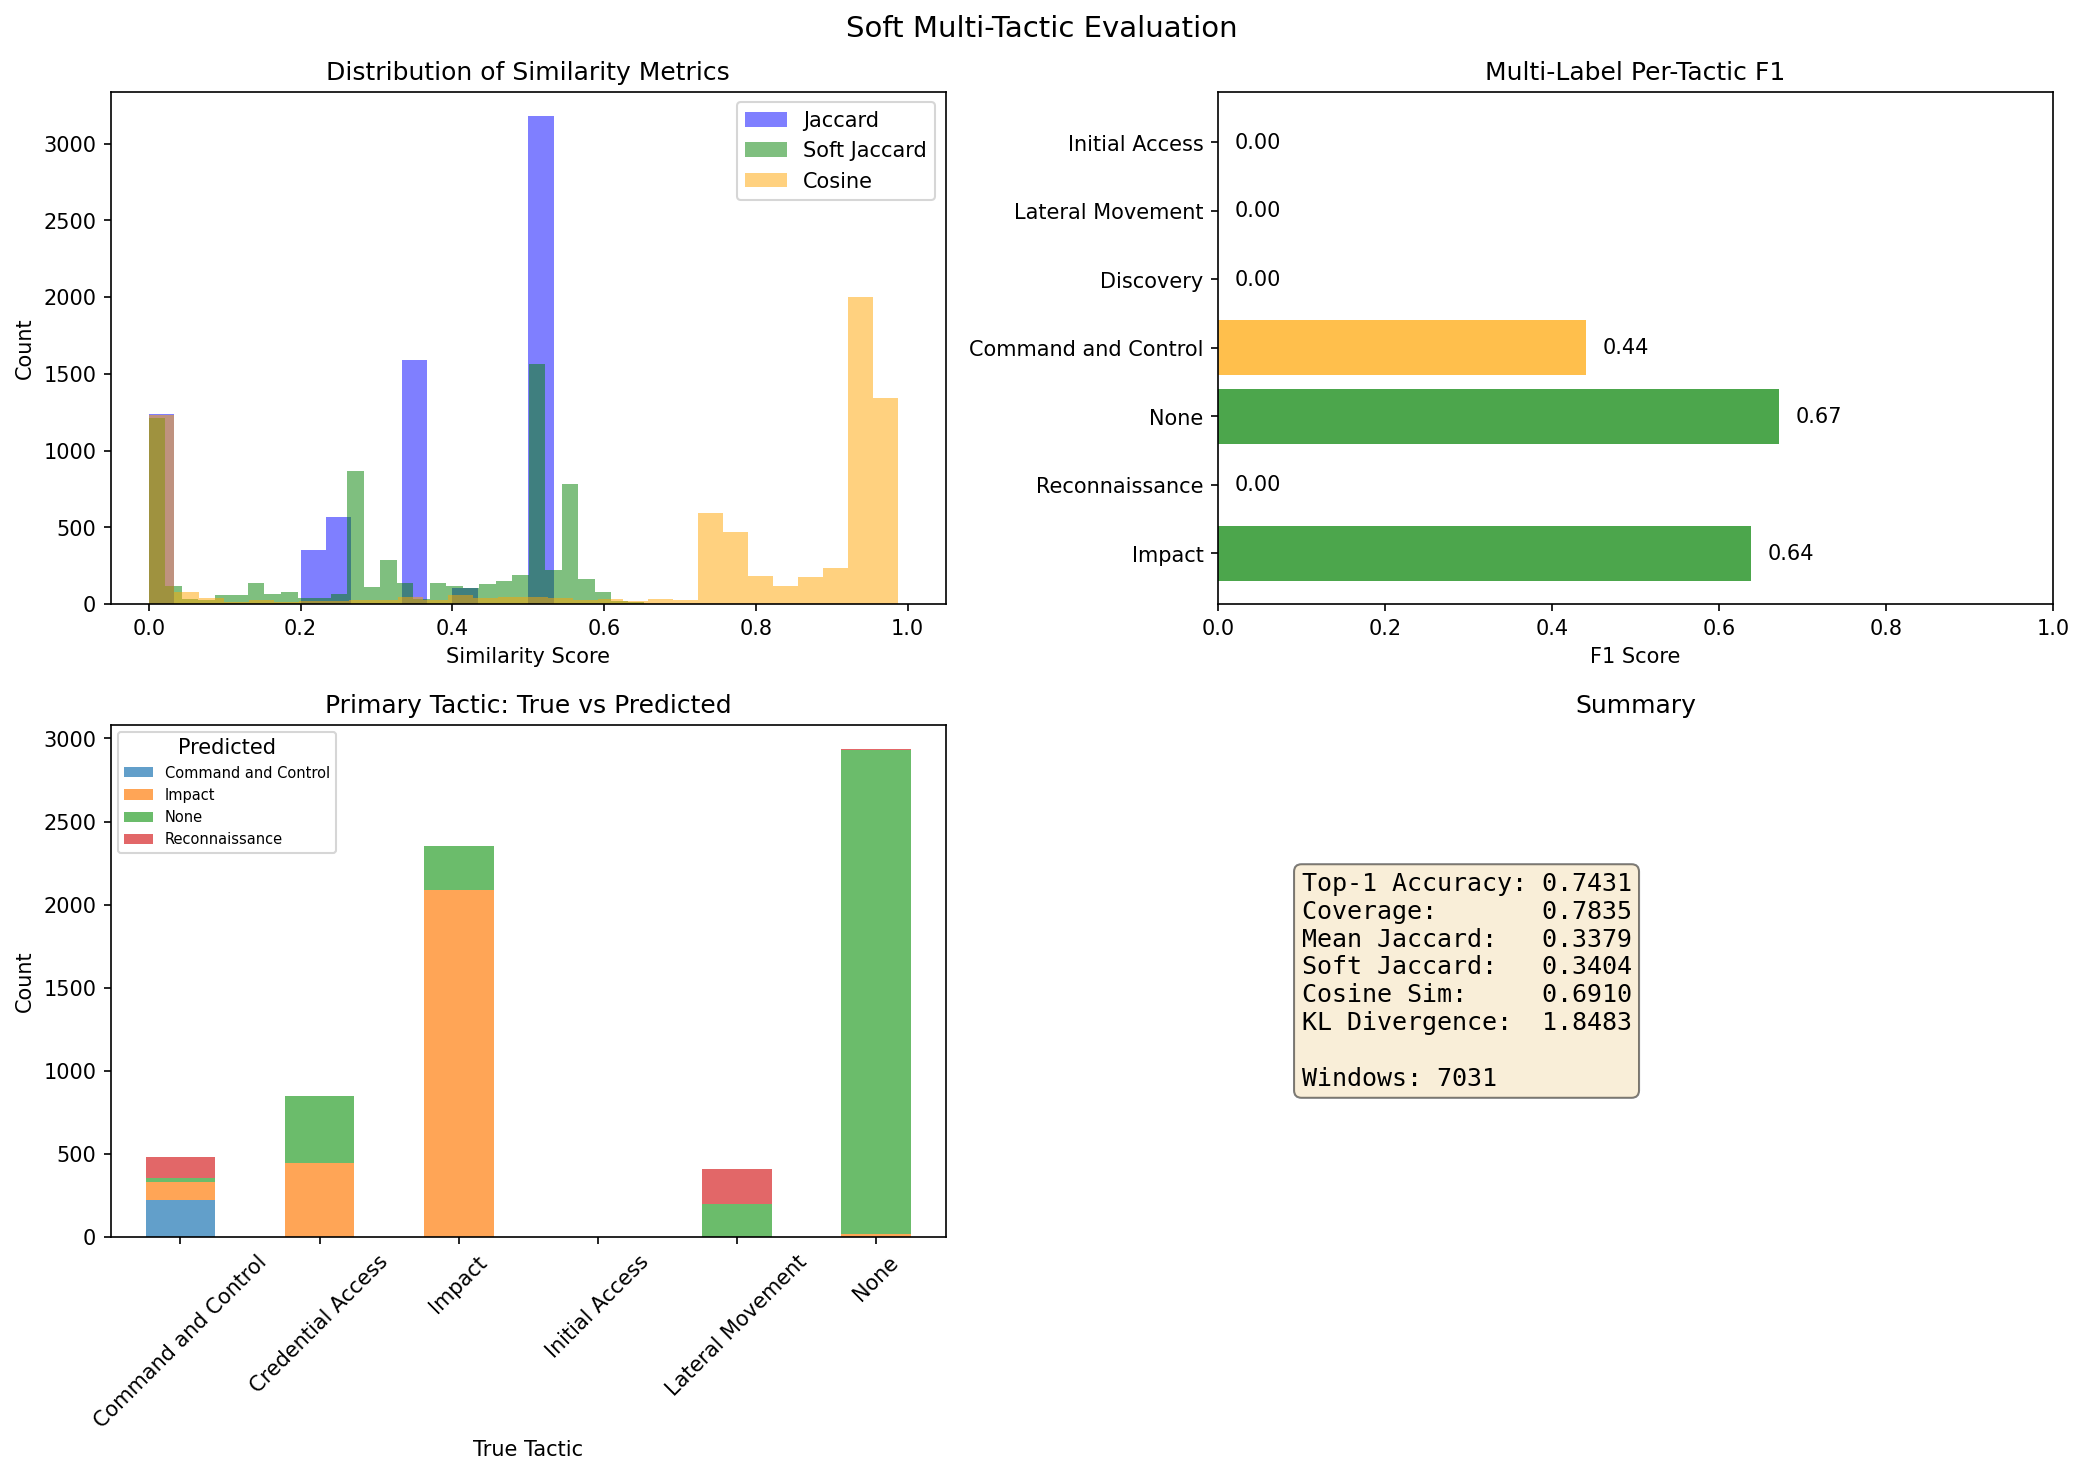 Soft Multi-Tactic Evaluation
Distribution of Similarity Metrics
Count
3000
2500
2000
1500
1000
500
0
0.0 0.2 0.4 0.6 0.8 1.0
Similarity Score
Jaccard
Soft Jaccard
Cosine
Multi-Label Per-Tactic F1
Initial Access 0.00
Lateral Movement 0.00
Discovery 0.00
Command and Control 0.44
None 0.67
Reconnaissance 0.00
Impact 0.64
0.0 0.2 0.4 0.6 0.8 1.0
F1 Score
Primary Tactic: True vs Predicted
Count
3000
2500
2000
1500
1000
500
0
Predicted
Command and Control
Impact
None
Reconnaissance
Command and Control
Credential Access
Impact
Initial Access
Lateral Movement
None
True Tactic
Summary
Top-1 Accuracy: 0.7431
Coverage: 0.7835
Mean Jaccard: 0.3379
Soft Jaccard: 0.3404
Cosine Sim: 0.6910
KL Divergence: 1.8483
Windows: 7031